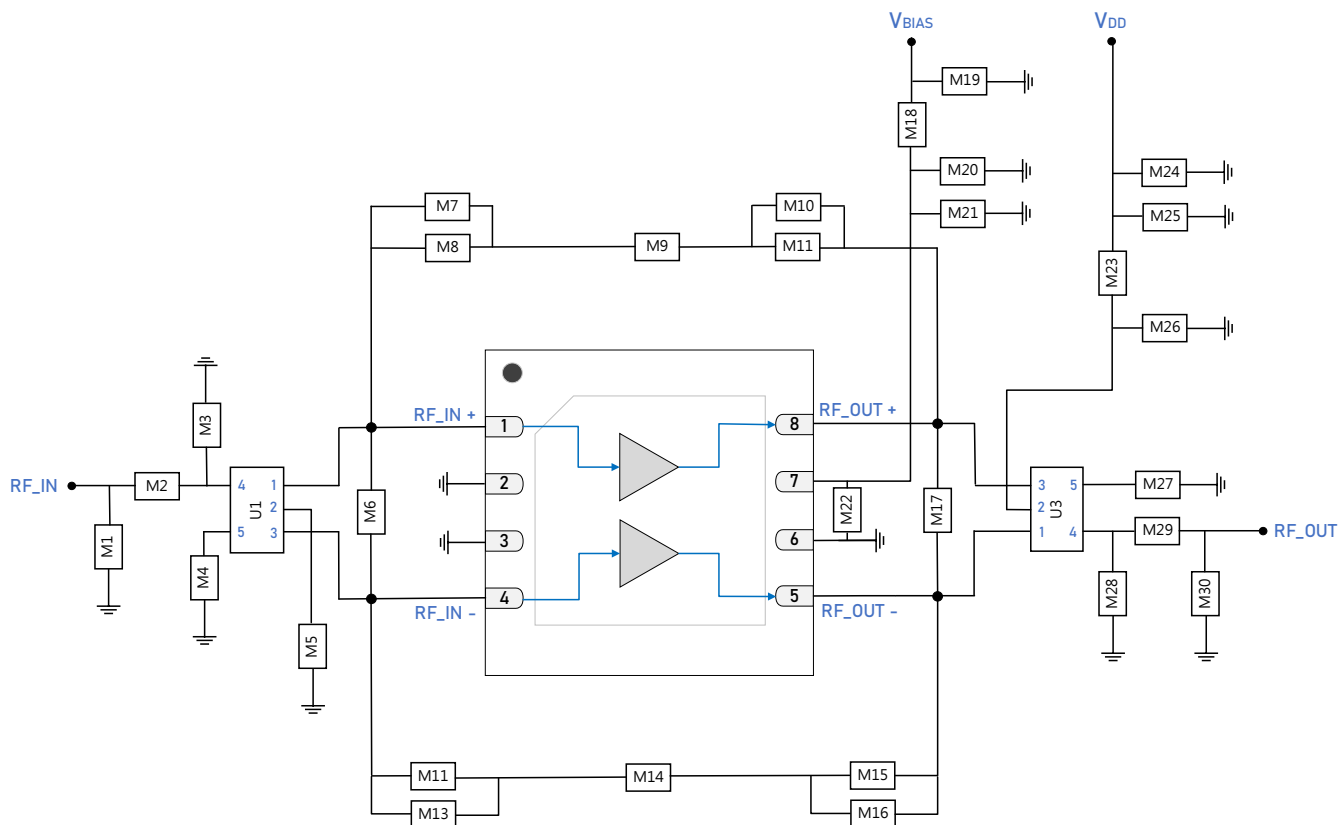 VBIAS
VDD
M19
M18
M20
M24
M7
M10
M21
M25
M8
M9
M11
M23
M26
M3
RF_IN +
1
8
RF_OUT +
RF_IN
M2
4
1
2
7
3
5
M27
U1
2
M6
M22
M17
2
U3
5
3
3
6
1
4
M29
RF_OUT
M1
M4
M28
M30
RF_IN -
4
5
RF_OUT -
M5
M11
M14
M15
M13
M16